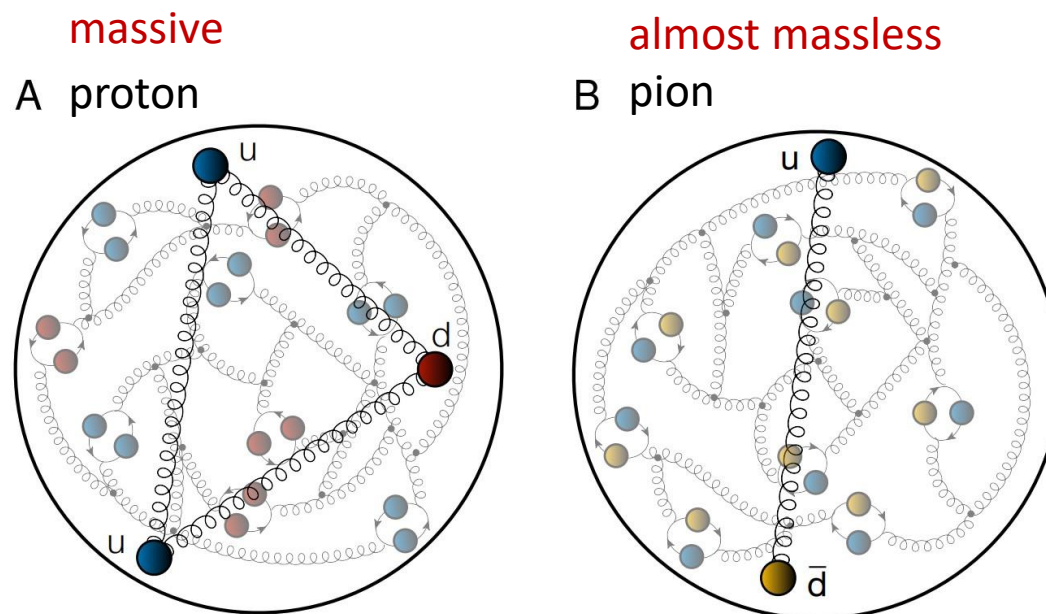 massive
A proton
u
d
u
almost massless
B pion
u
d̅